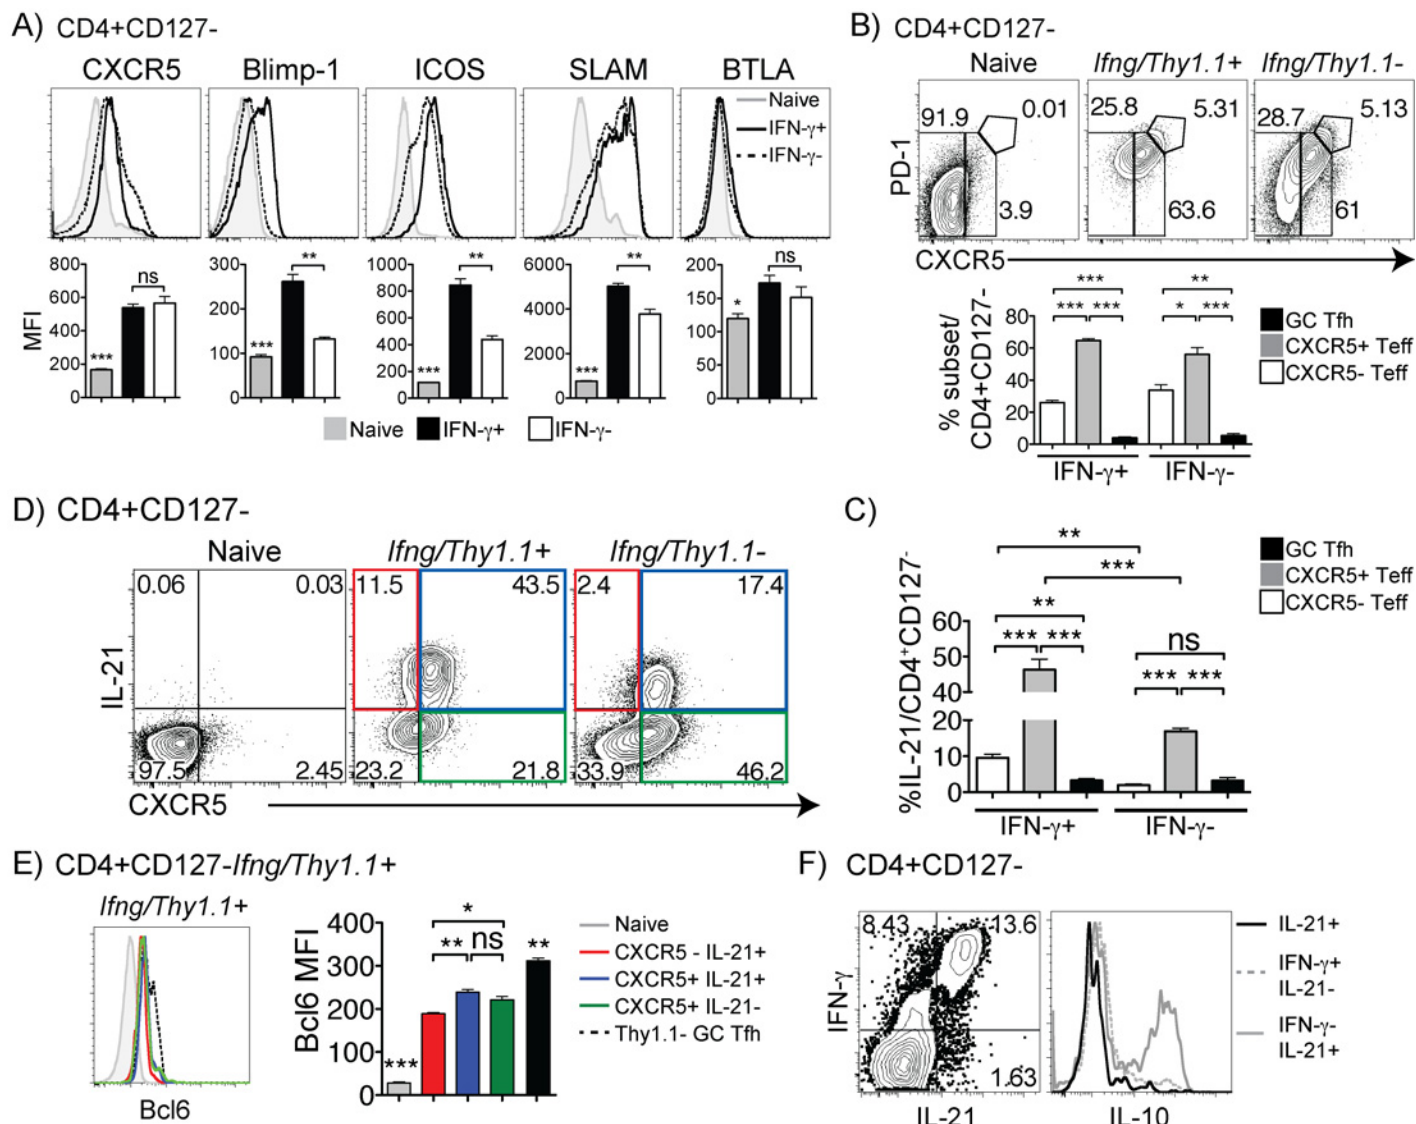 A) CD4+CD127-
CXCR5 Blimp-1 ICOS SLAM BTLA
Naive
IFN-γ+
IFN-γ-
MFI
800
600
400
200
0
***
ns
300
200
100
0
***
**
1000
800
600
400
200
0
***
**
6000
4000
2000
0
***
**
200
150
100
50
0
*
ns
Naive IFN-γ+ IFN-γ-
B) CD4+CD127-
Naive Ifng/Thy1.1+ Ifng/Thy1.1-
PD-1
91.9 0.01
3.9
25.8 5.31
63.6
28.7 5.13
61
CXCR5
% subset/
CD4+CD127-
80
60
40
20
0
*** **
*** *** * ***
IFN-γ+ IFN-γ-
GC Tfh
CXCR5+ Teff
CXCR5- Teff
D) CD4+CD127-
Naive Ifng/Thy1.1+ Ifng/Thy1.1-
IL-21
0.06 0.03
97.5 2.45
11.5 43.5
23.2 21.8
2.4 17.4
33.9 46.2
CXCR5
C)
GC Tfh
CXCR5+ Teff
CXCR5- Teff
%IL-21/CD4+CD127-
60
50
40
20
10
0
**
***
**
*** ***
ns
*** ***
IFN-γ+ IFN-γ-
E) CD4+CD127-Ifng/Thy1.1+
Ifng/Thy1.1+
Bcl6
Bcl6 MFI
400
300
200
100
0
*
** ns **
***
Naive
CXCR5 - IL-21+
CXCR5+ IL-21+
CXCR5+ IL-21-
Thy1.1- GC Tfh
F) CD4+CD127-
IFN-γ
8.43 13.6
1.63
IL-21
IL-10
IL-21+
IFN-γ+
IL-21-
IFN-γ-
IL-21+